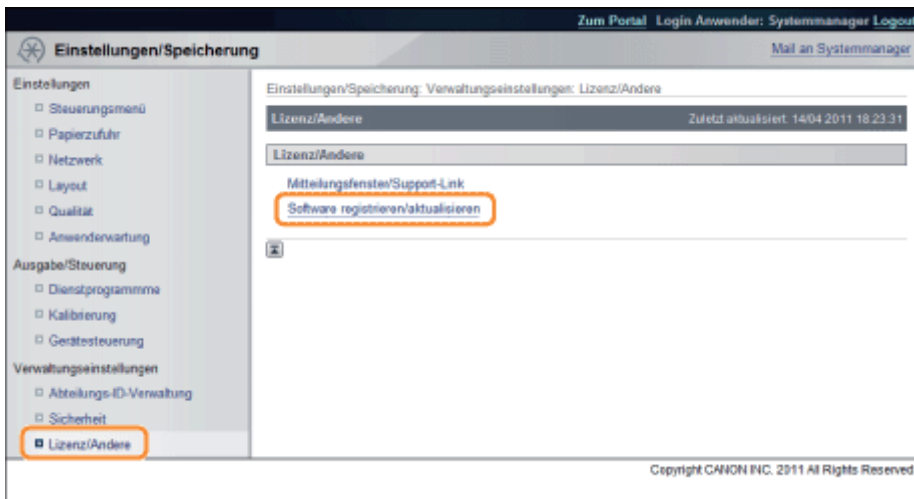 Zum Portal Login Anwender: Systemmanager Logout
Einstellungen/Speicherung
Mail an Systemmanager
Einstellungen
Steuerungsmenü
Papierzufuhr
Netzwerk
Layout
Qualität
Anwenderwartung
Ausgabe/Steuerung
Dienstprogrammme
Kalibrierung
Gerätesteuerung
Verwaltungseinstellungen
Abteilungs-ID-Verwaltung
Sicherheit
Lizenz/Andere
Einstellungen/Speicherung: Verwaltungseinstellungen: Lizenz/Andere
Lizenz/Andere
Zuletzt aktualisiert: 14/04 2011 18:23:31
Lizenz/Andere
Mitteilungsfenster/Support-Link
Software registrieren/aktualisieren
Copyright CANON INC. 2011 All Rights Reserved